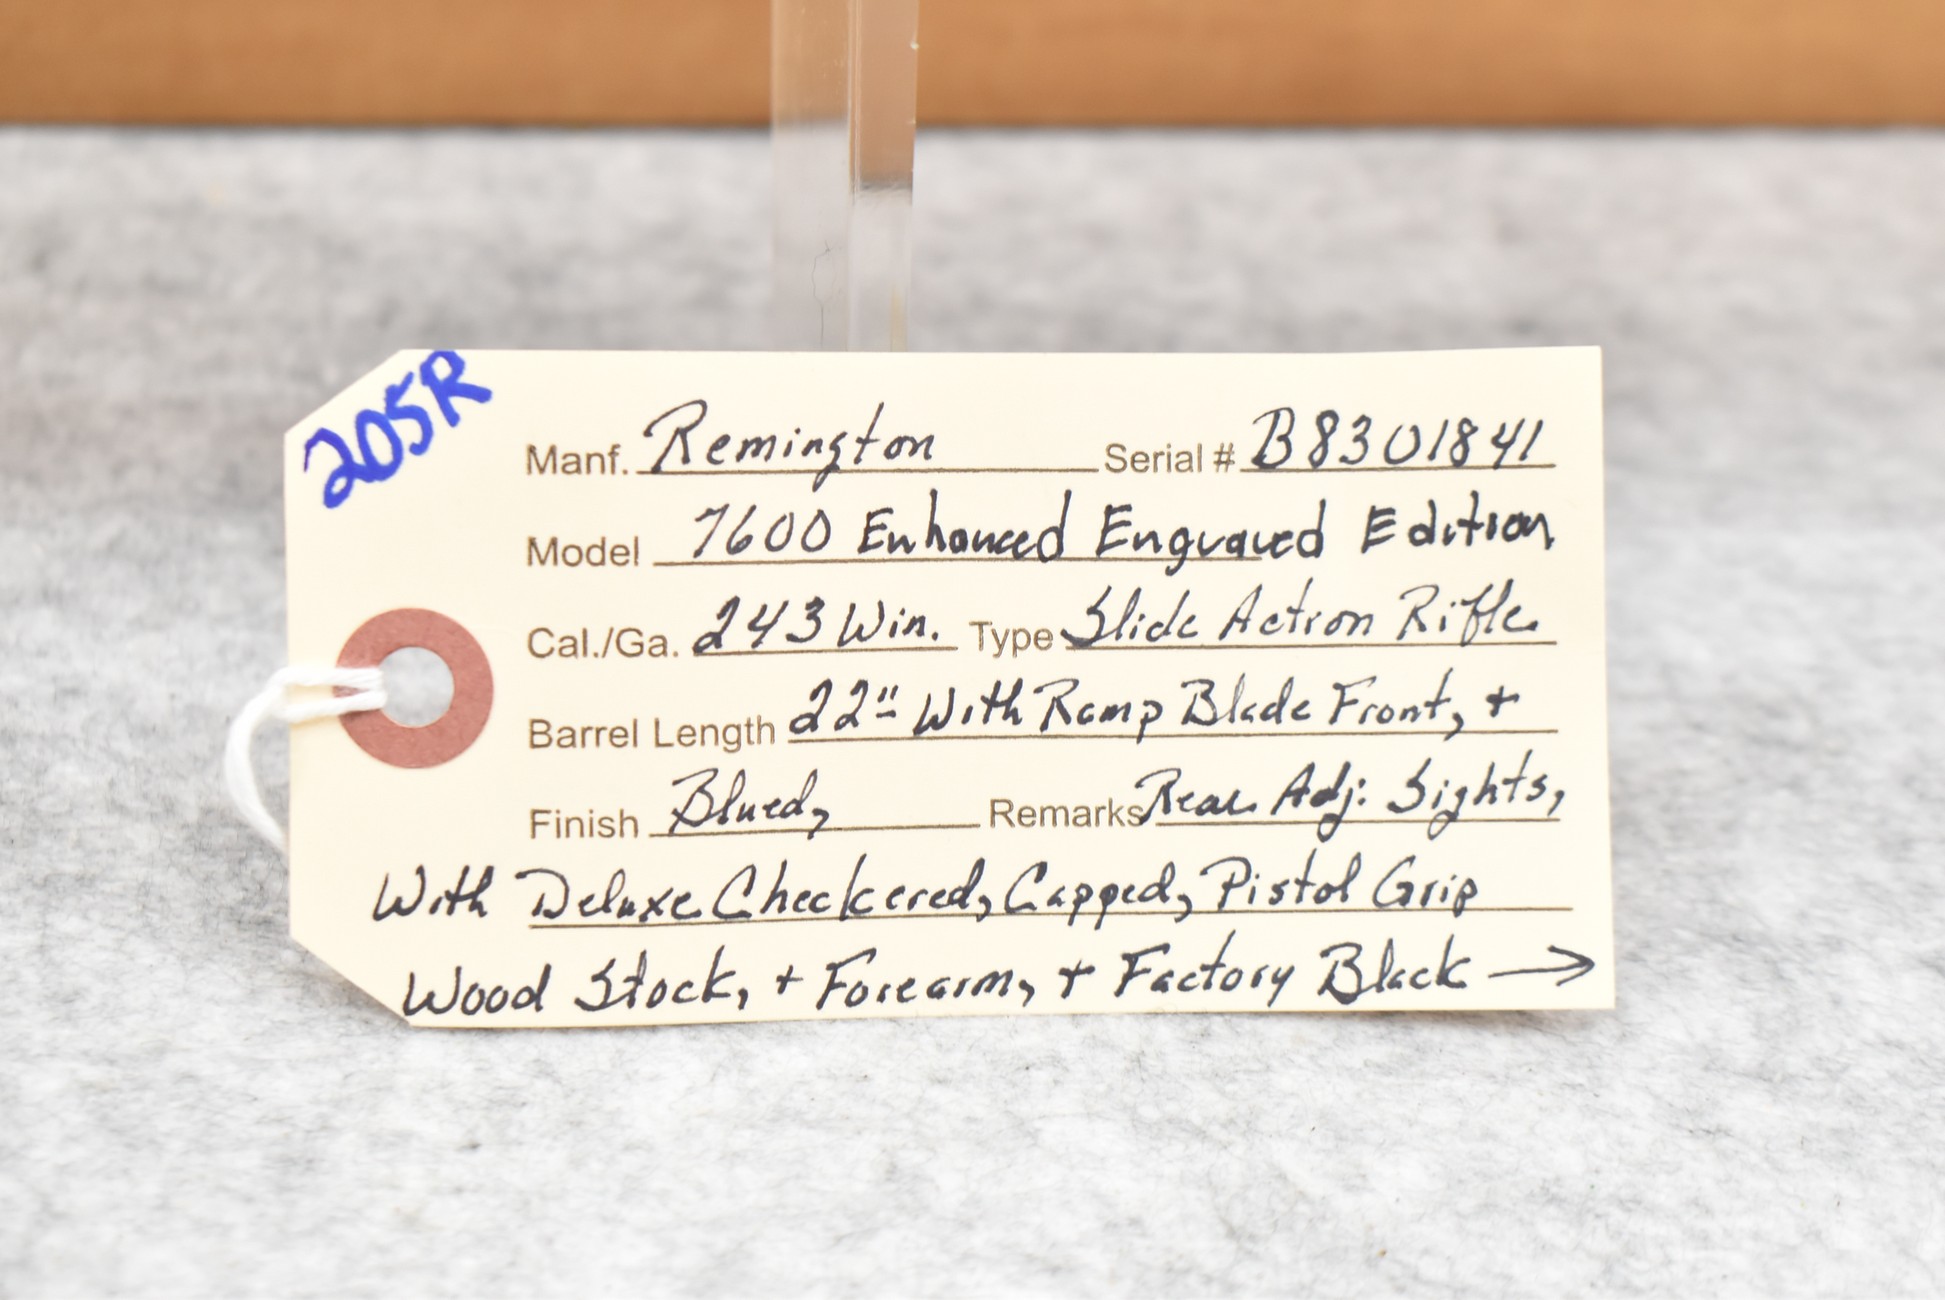 205R
Manf. Remington Serial # B8301841
Model 7600 Enhanced Engraved Edition
Cal./Ga. 243 Win. Type Slide Action Rifle
Barrel Length 22" With Ramp Blade Front, +
Finish Blued, Remarks Rear Adj. Sights,
With Deluxe Checkered, Capped, Pistol Grip
Wood Stock, + Forearm, + Factory Black →